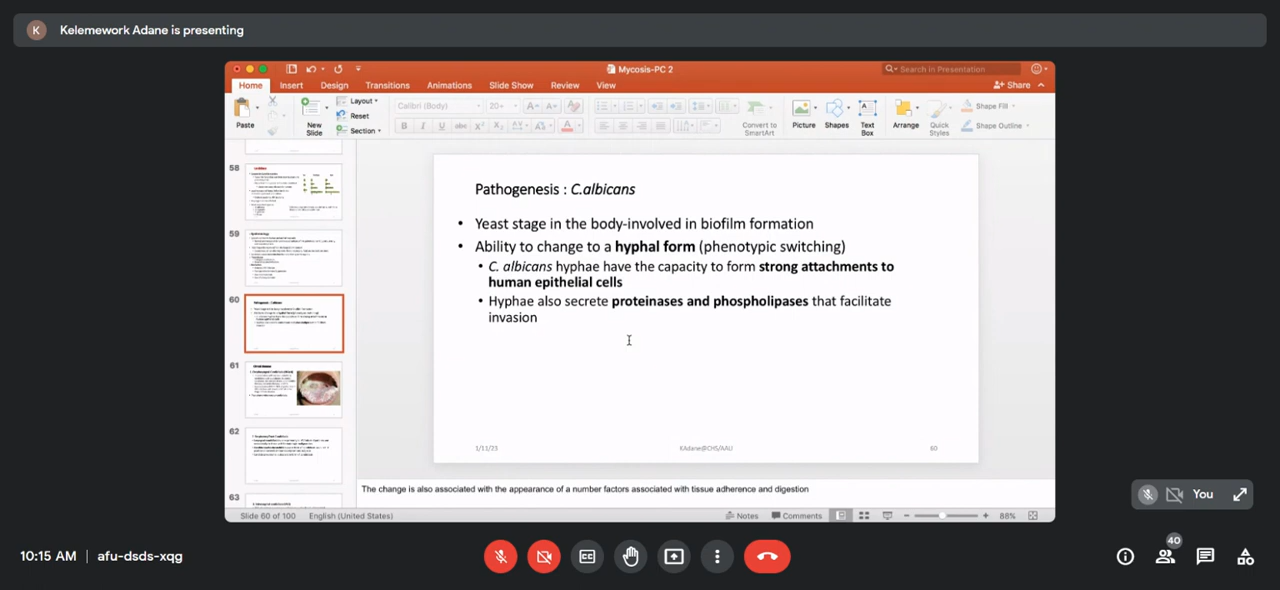 K Kelemework Adane is presenting
Mycosis-PC 2
Search in Presentation
Home Insert Design Transitions Animations Slide Show Review View
Share
Paste
New Slide
Layout
Reset
Section
Calibri (Body) 20
Convert to SmartArt
Picture
Shapes
Text Box
Arrange
Quick Styles
Shape Fill
Shape Outline
58
59
60
61
62
63
Pathogenesis : C.albicans
• Yeast stage in the body-involved in biofilm formation
• Ability to change to a hyphal form (phenotypic switching)
• C. albicans hyphae have the capacity to form strong attachments to
human epithelial cells
• Hyphae also secrete proteinases and phospholipases that facilitate
invasion
1/11/23 KAdane@CHS/AAU 60
The change is also associated with the appearance of a number factors associated with tissue adherence and digestion
Slide 60 of 100 English (United States) Notes Comments 88%
You
10:15 AM | afu-dsds-xqg
CC
40